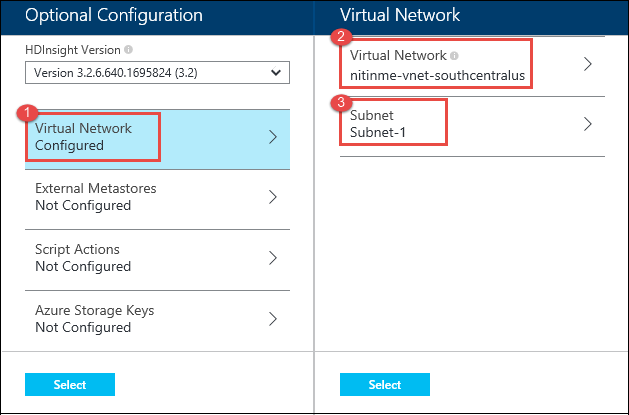 Optional Configuration
HDInsight Version
Version 3.2.6.640.1695824 (3.2)
1
Virtual Network
Configured
External Metastores
Not Configured
Script Actions
Not Configured
Azure Storage Keys
Not Configured
Select
Virtual Network
2
Virtual Network
nitinme-vnet-southcentralus
3
Subnet
Subnet-1
Select